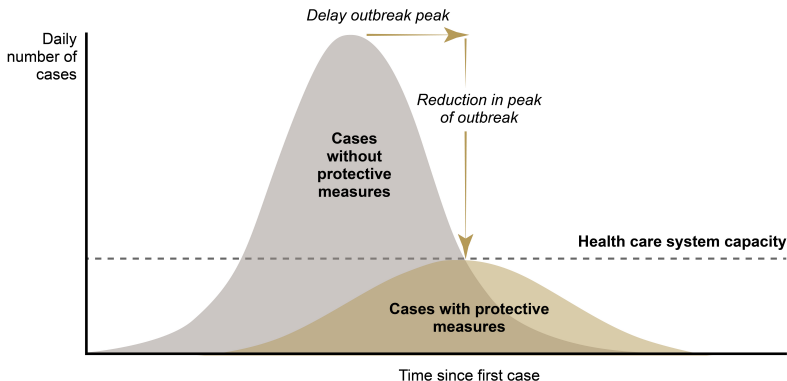 Delay outbreak peak
Daily
number of
cases
Reduction in peak
of outbreak
Cases
without
protective
measures
Health care system capacity
Cases with protective
measures
Time since first case